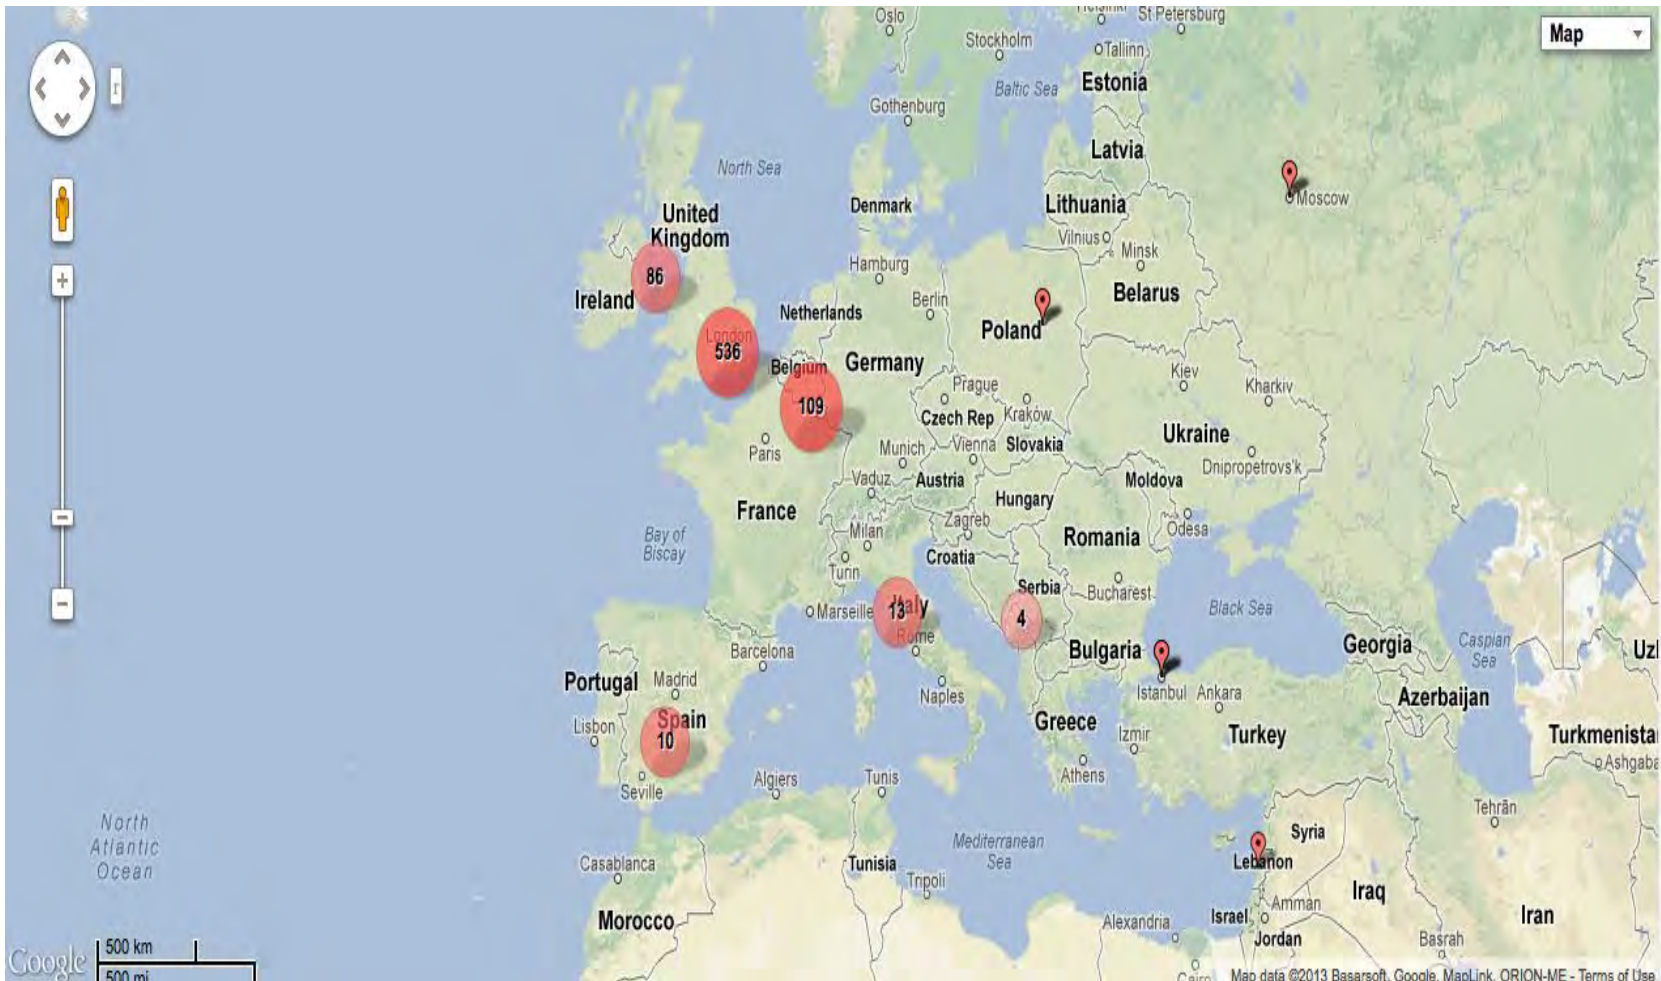 Oslo
Helsinki
St Petersburg
Map
Stockholm
Tallinn
Estonia
Baltic Sea
Gothenburg
r
Latvia
North Sea
Moscow
Denmark
Lithuania
United
Kingdom
Vilnius
Minsk
Hamburg
86
Ireland
Berlin
Belarus
Netherlands
Poland
London
536
Belgium
Germany
Kiev
Kharkiv
Prague
109
Czech Rep
Kraków
Ukraine
Paris
Munich
Vienna
Slovakia
Dnipropetrovs'k
Vaduz
Austria
Moldova
Hungary
France
Zagreb
Milan
Odesa
Bay of
Biscay
Romania
Croatia
Turin
Serbia
Bucharest
Marseille
13
Italy
4
Black Sea
Rome
Barcelona
Bulgaria
Georgia
Caspian
Sea
Uz
Portugal
Madrid
Naples
Istanbul
Ankara
Azerbaijan
Lisbon
Spain
10
Greece
Izmir
Turkey
Turkmenista
Ashgaba
Seville
Algiers
Tunis
Athens
Tehrān
North
Atlantic
Ocean
Mediterranean
Sea
Syria
Casablanca
Tunisia
Lebanon
Tripoli
Iraq
Morocco
Alexandria
Israel
Amman
Iran
Jordan
Basrah
Google
500 km
500 mi
Cairo
Map data ©2013 Basarsoft, Google, MapLink, ORION-ME - Terms of Use